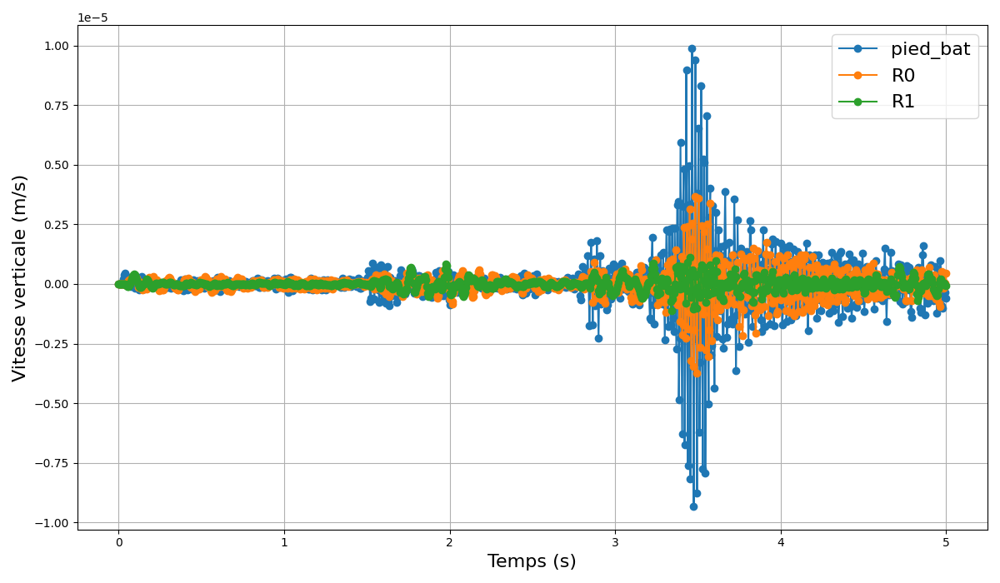 1e−5
1.00
0.75
0.50
0.25
0.00
−0.25
−0.50
−0.75
−1.00
Vitesse verticale (m/s)
pied_bat
R0
R1
0 1 2 3 4 5
Temps (s)